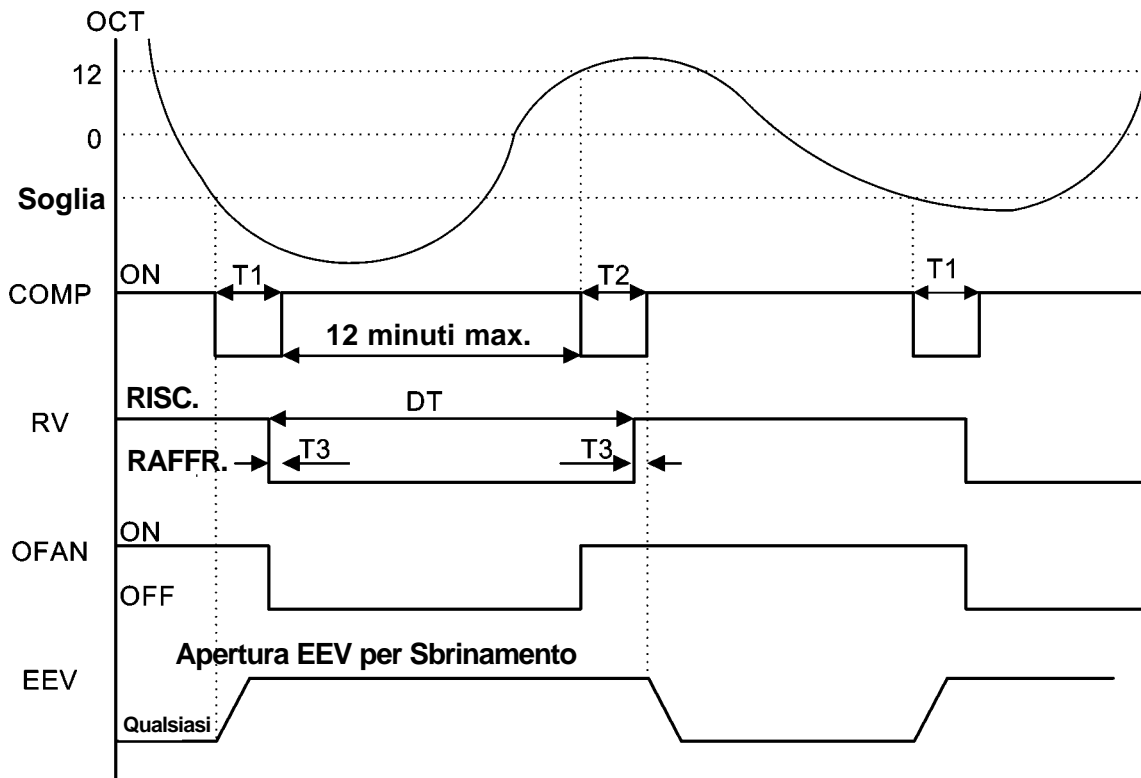 OCT
12
0
Soglia
ON
T1
T2
T1
COMP
12 minuti max.
RISC.
DT
RV
T3
T3
RAFFR.
ON
OFAN
OFF
Apertura EEV per Sbrinamento
EEV
Qualsiasi